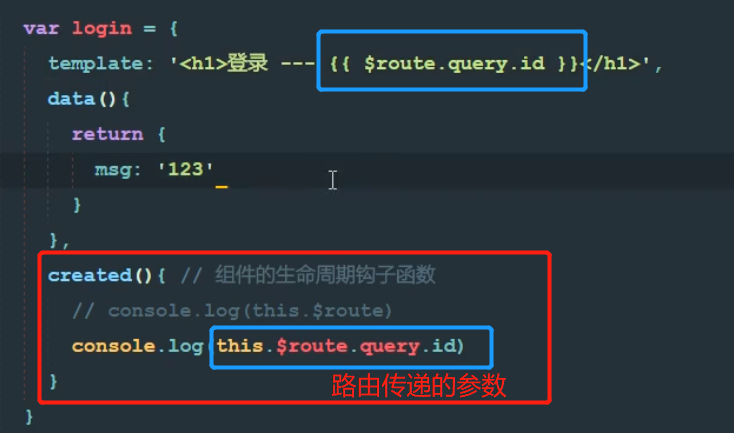 var login = {
template: '<h1>登录 --- {{ $route.query.id }}</h1>',
data(){
return {
msg: '123'
}
},
created(){ // 组件的生命周期钩子函数
// console.log(this.$route)
console.log(this.$route.query.id)
}
路由传递的参数
}